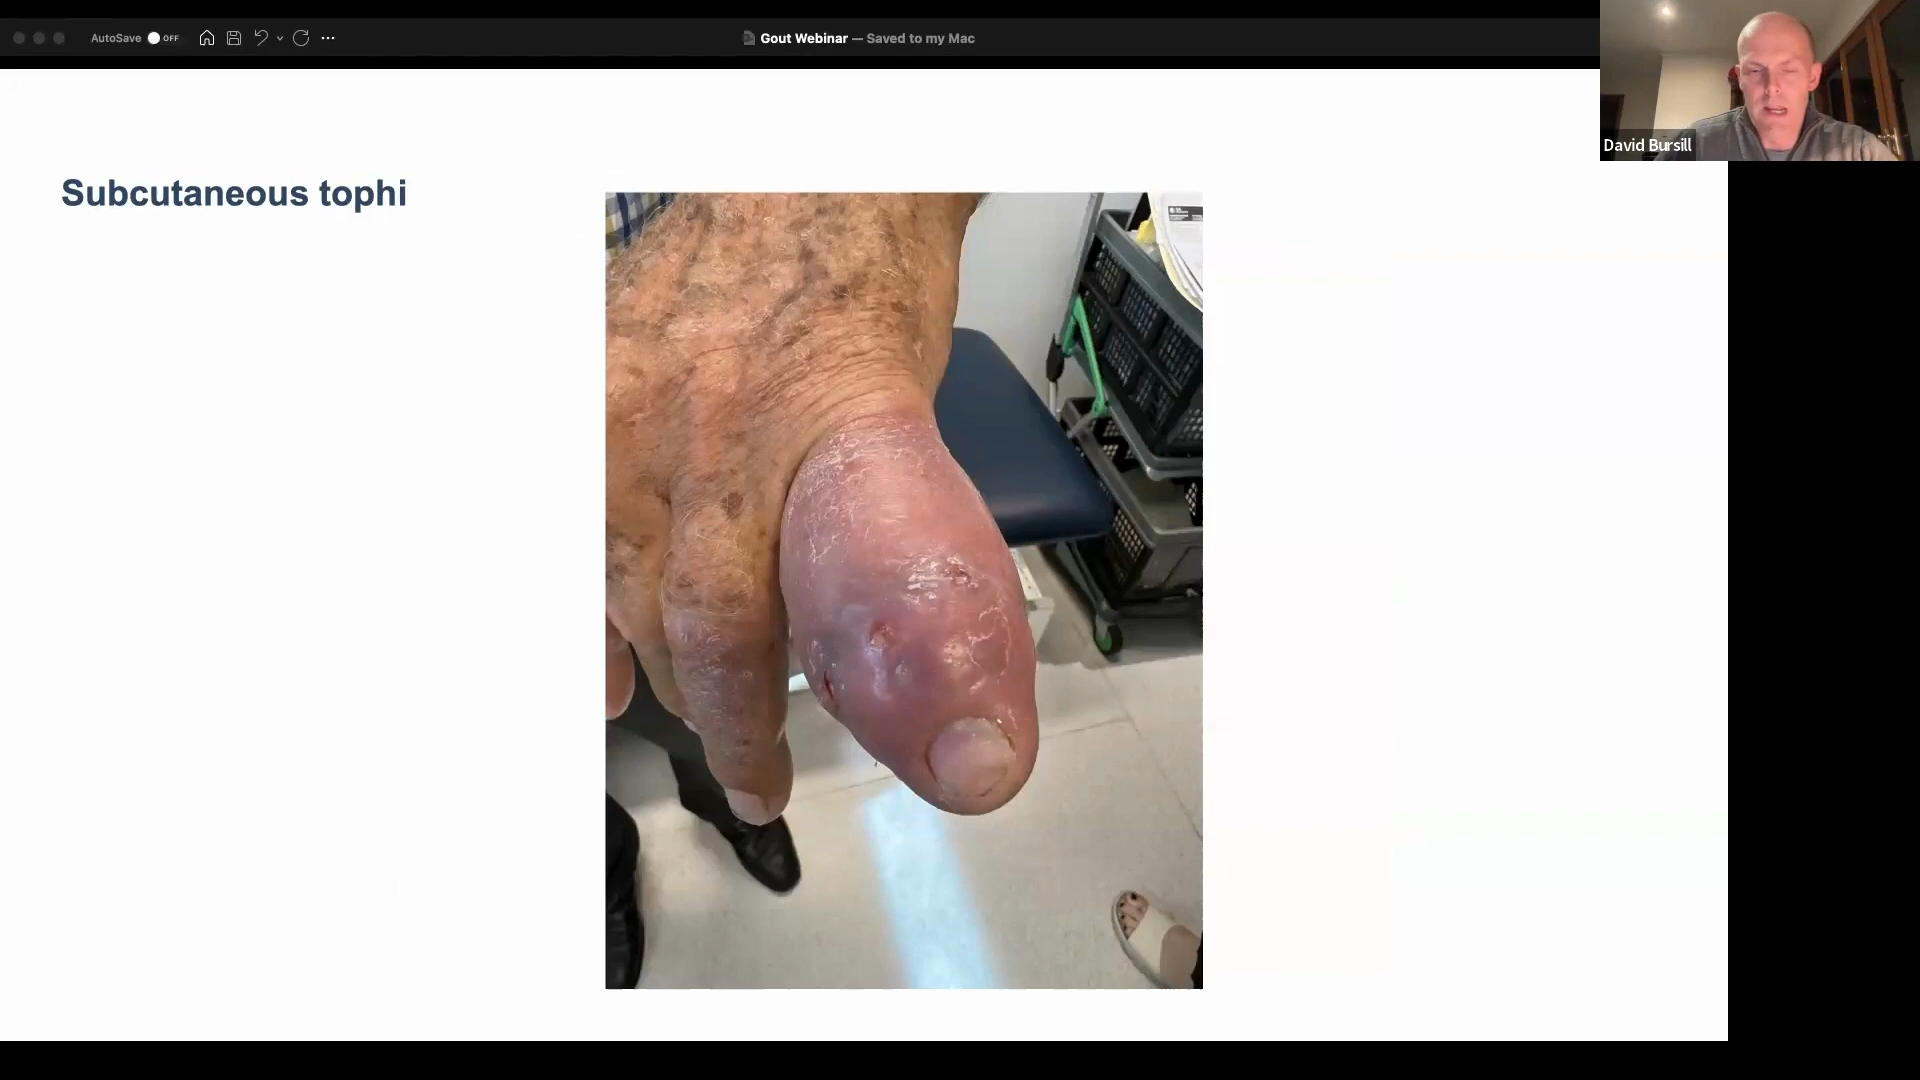 AutoSave OFF
Gout Webinar — Saved to my Mac
David Bursill
Subcutaneous tophi